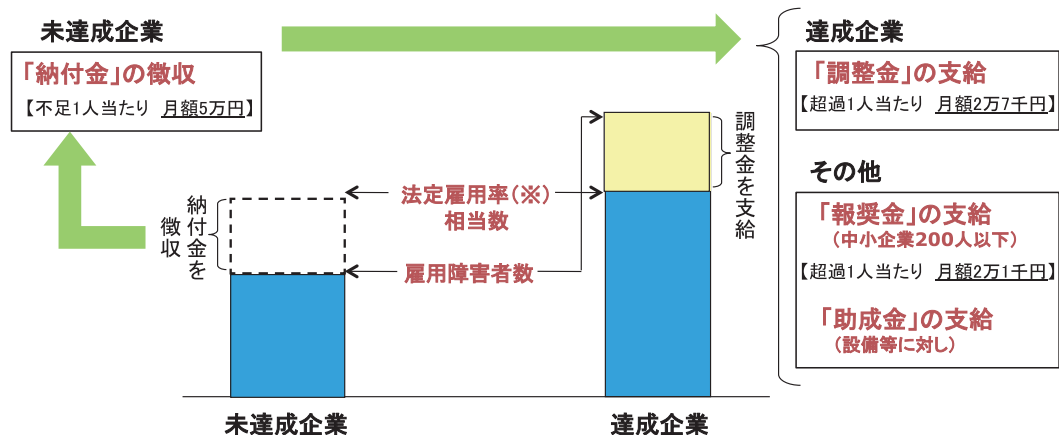 未達成企業
「納付金」の徴収
【不足1人当たり 月額5万円】
納付金を
徴収
法定雇用率(※)
相当数
雇用障害者数
調整金を支給
未達成企業
達成企業
達成企業
「調整金」の支給
【超過1人当たり 月額2万7千円】
その他
「報奨金」の支給
(中小企業200人以下)
【超過1人当たり 月額2万1千円】
「助成金」の支給
(設備等に対し)